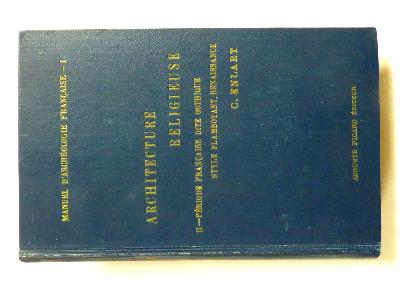 MANUEL D'ARCHÉOLOGIE FRANÇAISE — I
ARCHITECTURE
RELIGIEUSE
II — PÉRIODE FRANÇAISE DITE GOTHIQUE
STYLE FLAMBOYANT, RENAISSANCE
C. ENLART
AUGUSTE PICARD ÉDITEUR